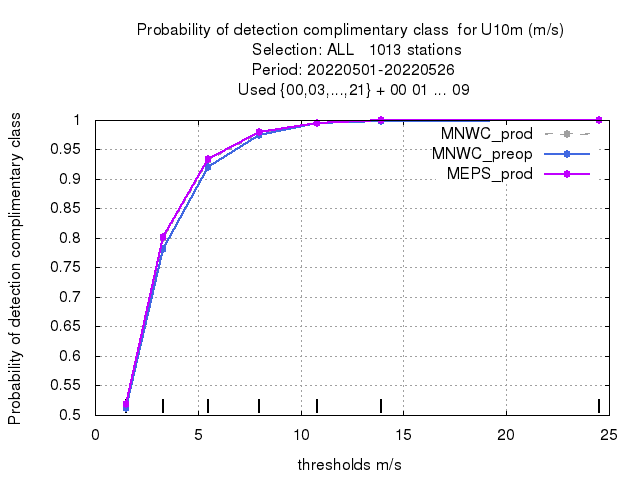 Probability of detection complimentary class  for U10m (m/s)
Selection: ALL   1013 stations
Period: 20220501-20220526
Used {00,03,...,21} + 00 01 ... 09
Probability of detection complimentary class
1
0.95
0.9
0.85
0.8
0.75
0.7
0.65
0.6
0.55
0.5
MNWC_prod
MNWC_preop
MEPS_prod
0 5 10 15 20 25
thresholds m/s